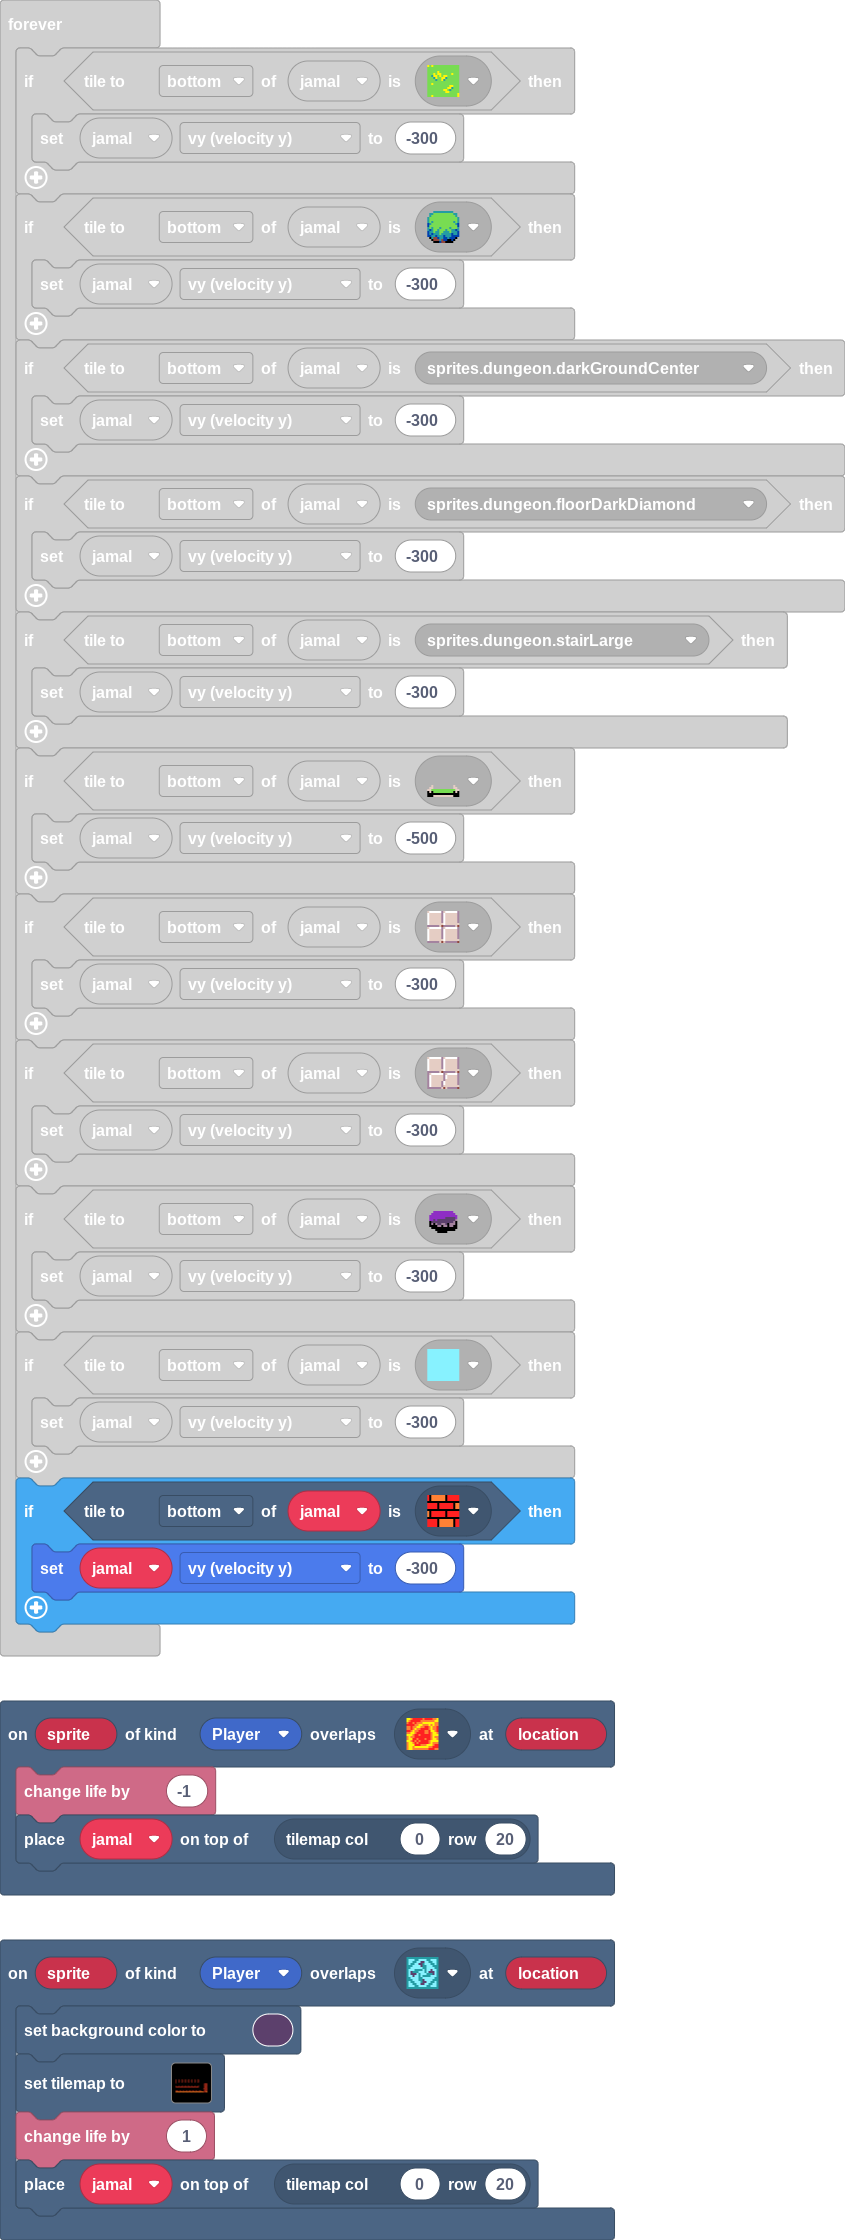 forever
if tile to bottom of jamal is then
set jamal vy (velocity y) to -300
if tile to bottom of jamal is then
set jamal vy (velocity y) to -300
if tile to bottom of jamal is sprites.dungeon.darkGroundCenter then
set jamal vy (velocity y) to -300
if tile to bottom of jamal is sprites.dungeon.floorDarkDiamond then
set jamal vy (velocity y) to -300
if tile to bottom of jamal is sprites.dungeon.stairLarge then
set jamal vy (velocity y) to -300
if tile to bottom of jamal is then
set jamal vy (velocity y) to -500
if tile to bottom of jamal is then
set jamal vy (velocity y) to -300
if tile to bottom of jamal is then
set jamal vy (velocity y) to -300
if tile to bottom of jamal is then
set jamal vy (velocity y) to -300
if tile to bottom of jamal is then
set jamal vy (velocity y) to -300
if tile to bottom of jamal is then
set jamal vy (velocity y) to -300
on sprite of kind Player overlaps at location
change life by -1
place jamal on top of tilemap col 0 row 20
on sprite of kind Player overlaps at location
set background color to
set tilemap to
change life by 1
place jamal on top of tilemap col 0 row 20